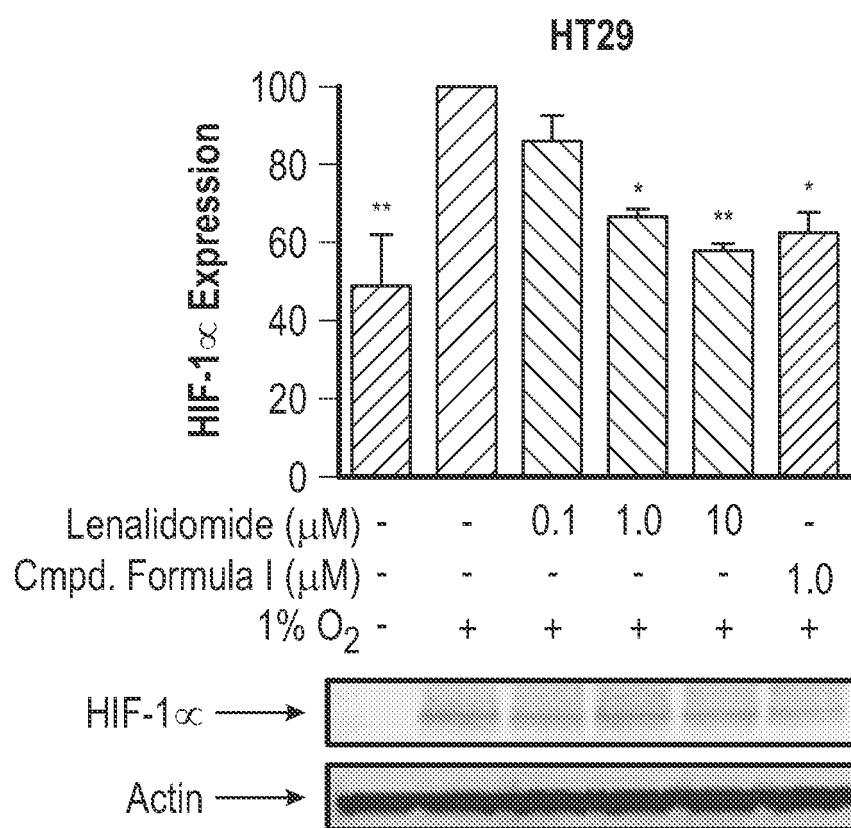 HT29
HIF-1∝ Expression
100
80
60
40
20
0
** * ** *
Lenalidomide (μM) - - 0.1 1.0 10 -
Cmpd. Formula I (μM) - - - - - 1.0
1% O₂ - + + + + +
HIF-1∝
Actin